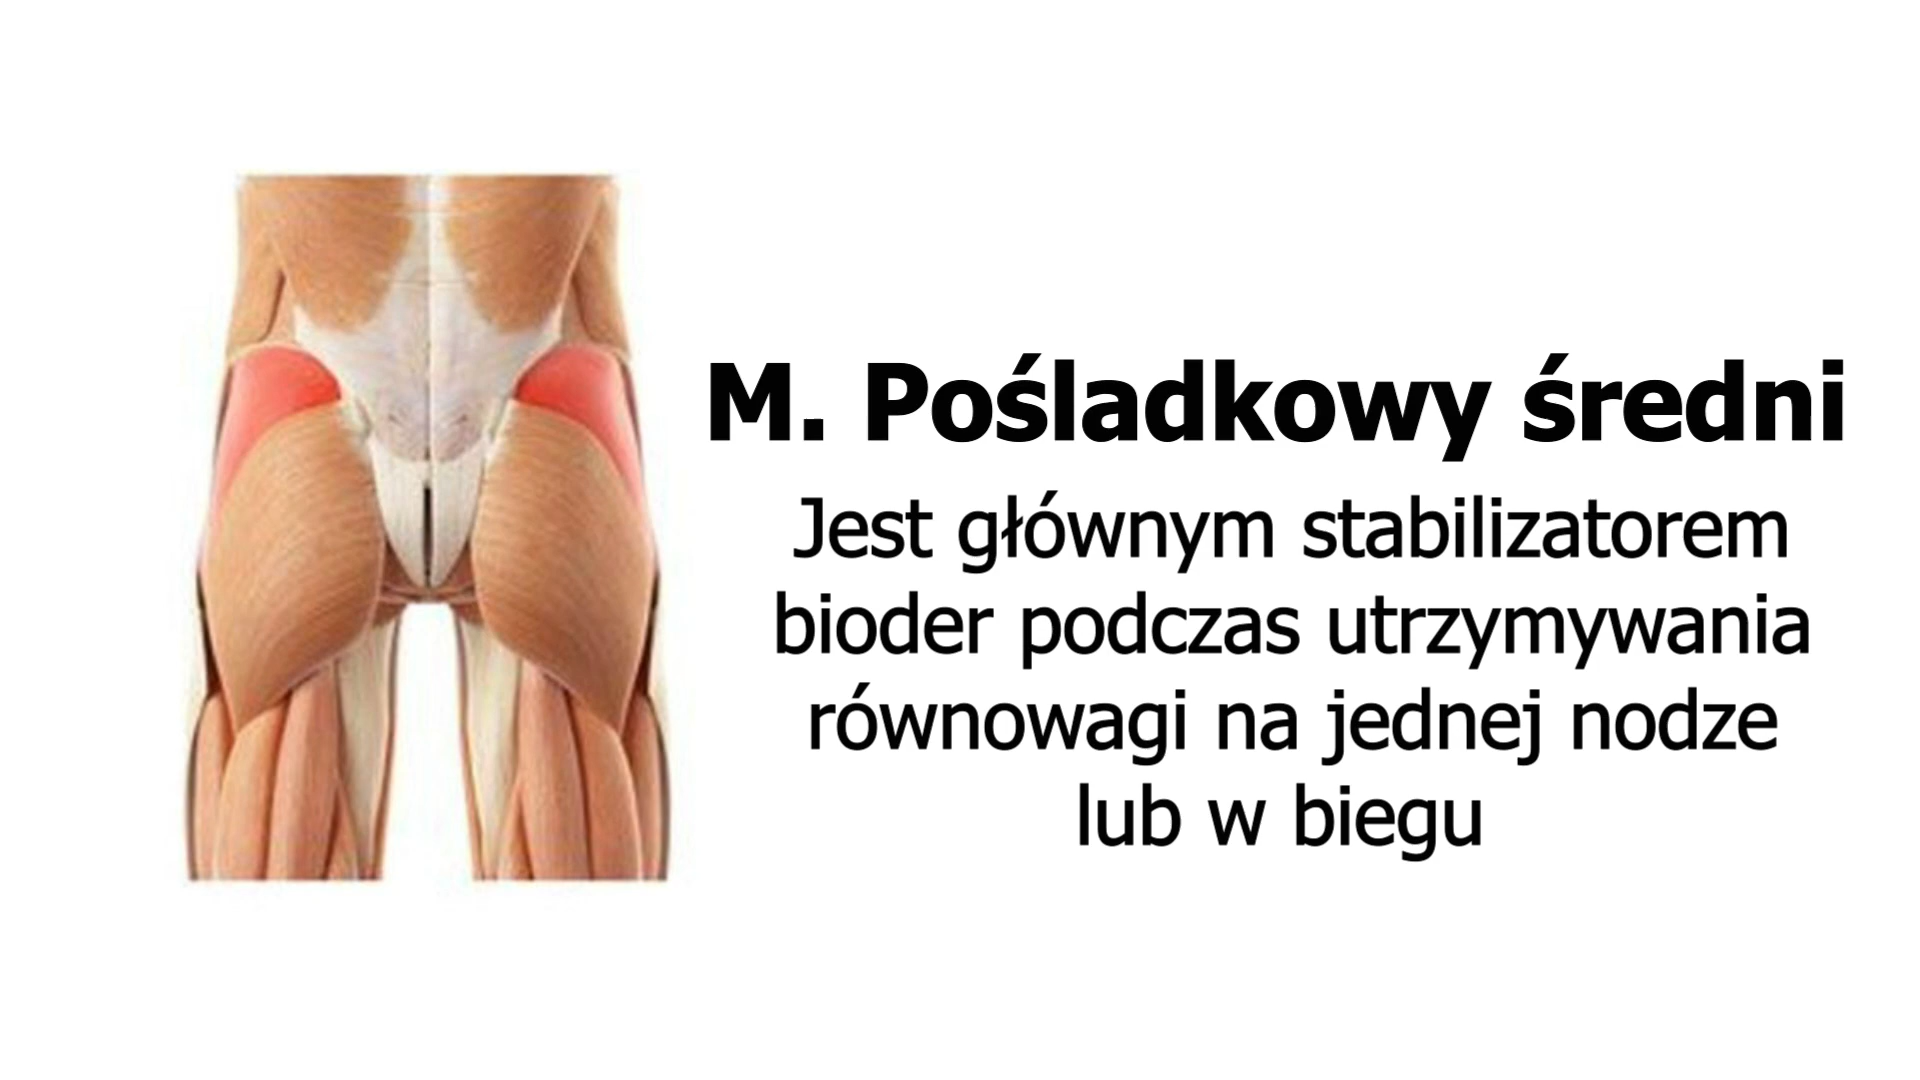 M. Pośladkowy średni
Jest głównym stabilizatorem
bioder podczas utrzymywania
równowagi na jednej nodze
lub w biegu